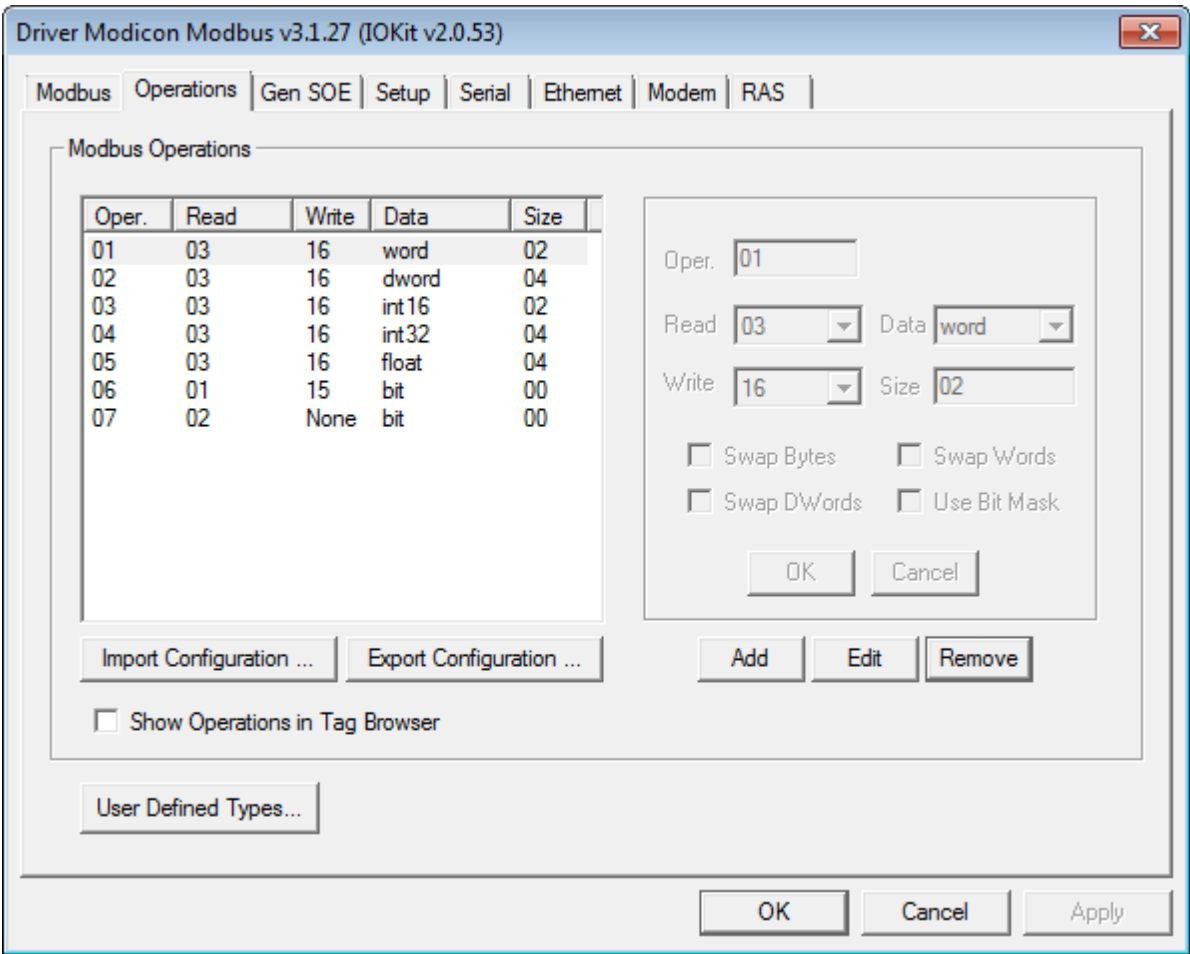 Driver Modicon Modbus v3.1.27 (IOKit v2.0.53)
Modbus Operations Gen SOE Setup Serial Ethernet Modem RAS
Modbus Operations
Oper. Read Write Data Size
01 03 16 word 02
02 03 16 dword 04
03 03 16 int16 02
04 03 16 int32 04
05 03 16 float 04
06 01 15 bit 00
07 02 None bit 00
Oper. 01
Read 03 Data word
Write 16 Size 02
Swap Bytes Swap Words
Swap DWords Use Bit Mask
OK Cancel
Import Configuration ... Export Configuration ... Add Edit Remove
Show Operations in Tag Browser
User Defined Types...
OK Cancel Apply